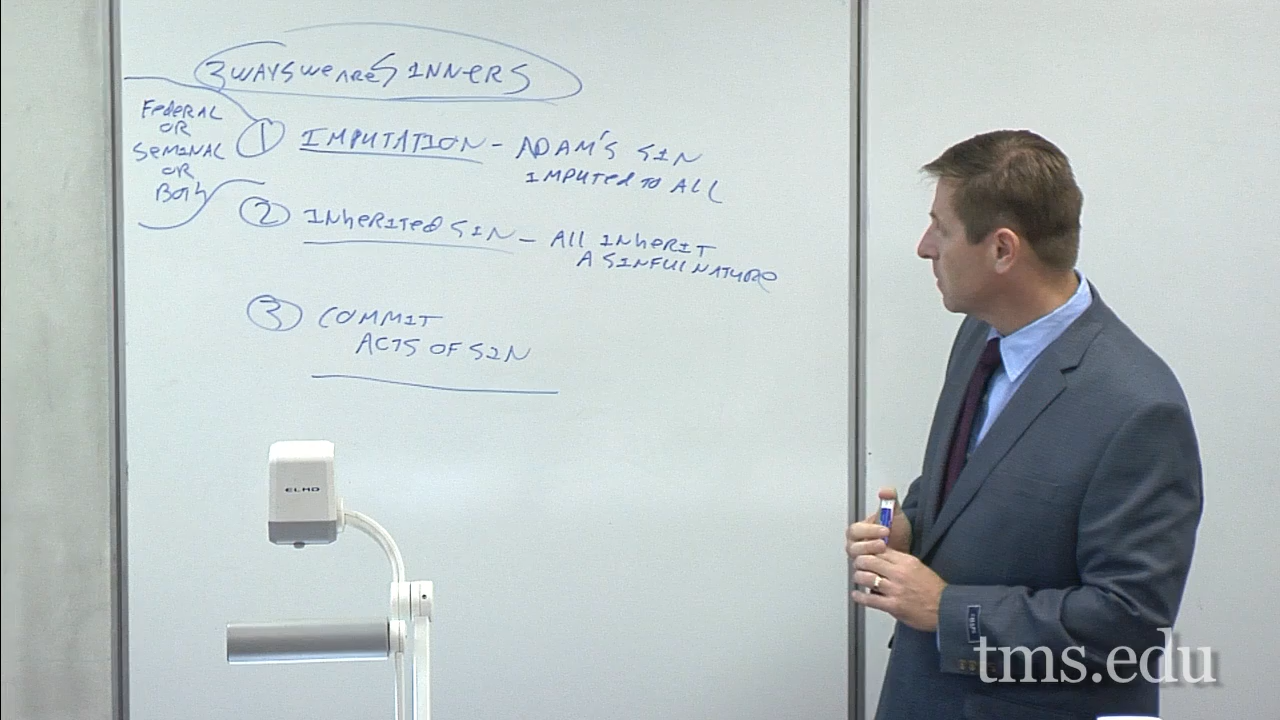 3 WAYS We ARE SINNERS
FeDeRAL
OR
SeMINAL
OR
BOTH
1 IMPUTATION - ADAM'S SIN
IMPUTED TO ALL
2 INHERITED SIN - ALL INHERIT
A SINFUL NATURE
3 COMMIT
ACTS OF SIN
ELMO
tms.edu